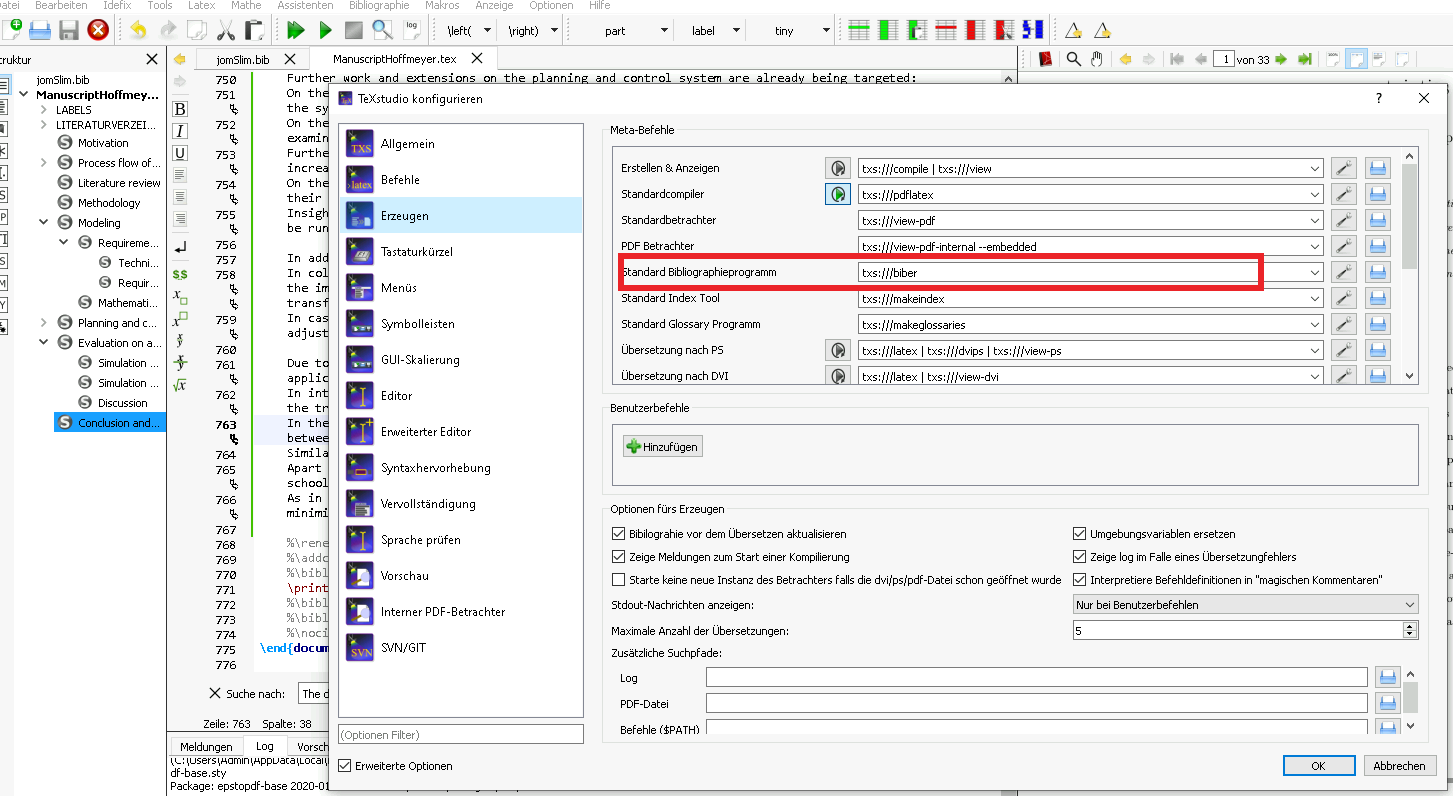 atei Bearbeiten Idefix Tools Latex Mathe Assistenten Bibliographie Makros Anzeige Optionen Hilfe
log \left( \right) part label tiny
ruktur
jomSlim.bib
ManuscriptHoffmey...
LABELS
LITERATURVERZEI...
Motivation
Process flow of...
Literature review
Methodology
Modeling
Requireme...
Techni...
Requir...
Mathemati...
Planning and c...
Evaluation on a...
Simulation ...
Simulation ...
Discussion
Conclusion and...
jomSlim.bib ManuscriptHoffmeyer.tex
1 von 33
750 Further work and extensions on the planning and control system are already being targeted:
751 On the
the sy
752 On the
examin
753 Furthe
increa
754 On the
their
755 Insigh
be run
756
757 In add
758 In col
the im
transf
759 In cas
adjust
760
761 Due to
applic
762 In int
the tr
763 In the
betwee
764 Simila
765 Apart
school
766 As in
minimi
767
768 %\rene
769 %\addc
770 %\bibl
771 \print
772 %\bibl
773 %\bibl
774 %\noci
775 \end{docum
776
Suche nach: The d
Zeile: 763 Spalte: 38
Meldungen Log Vorsch
(C:\Users\Admin\AppData\Local\
df-base.sty
Package: epstopdf-base 2020-01
TeXstudio konfigurieren
? 
Allgemein
Befehle
Erzeugen
Tastaturkürzel
Menüs
Symbolleisten
GUI-Skalierung
Editor
Erweiterter Editor
Syntaxhervorhebung
Vervollständigung
Sprache prüfen
Vorschau
Interner PDF-Betrachter
SVN/GIT
(Optionen Filter)
Erweiterte Optionen
Meta-Befehle
Erstellen & Anzeigen txs:///compile | txs:///view
Standardcompiler txs:///pdflatex
Standardbetrachter txs:///view-pdf
PDF Betrachter txs:///view-pdf-internal --embedded
Standard Bibliographieprogramm txs:///biber
Standard Index Tool txs:///makeindex
Standard Glossary Programm txs:///makeglossaries
Übersetzung nach PS txs:///latex | txs:///dvips | txs:///view-ps
Übersetzung nach DVI txs:///latex | txs:///view-dvi
Benutzerbefehle
Hinzufügen
Optionen fürs Erzeugen
Bibliograhie vor dem Übersetzen aktualisieren
Umgebungsvariablen ersetzen
Zeige Meldungen zum Start einer Kompilierung
Zeige log im Falle eines Übersetzungfehlers
Starte keine neue Instanz des Betrachters falls die dvi/ps/pdf-Datei schon geöffnet wurde
Interpretiere Befehldefinitionen in "magischen Kommentaren"
Stdout-Nachrichten anzeigen: Nur bei Benutzerbefehlen
Maximale Anzahl der Übersetzungen: 5
Zusätzliche Suchpfade:
Log
PDF-Datei
Befehle ($PATH)
OK Abbrechen